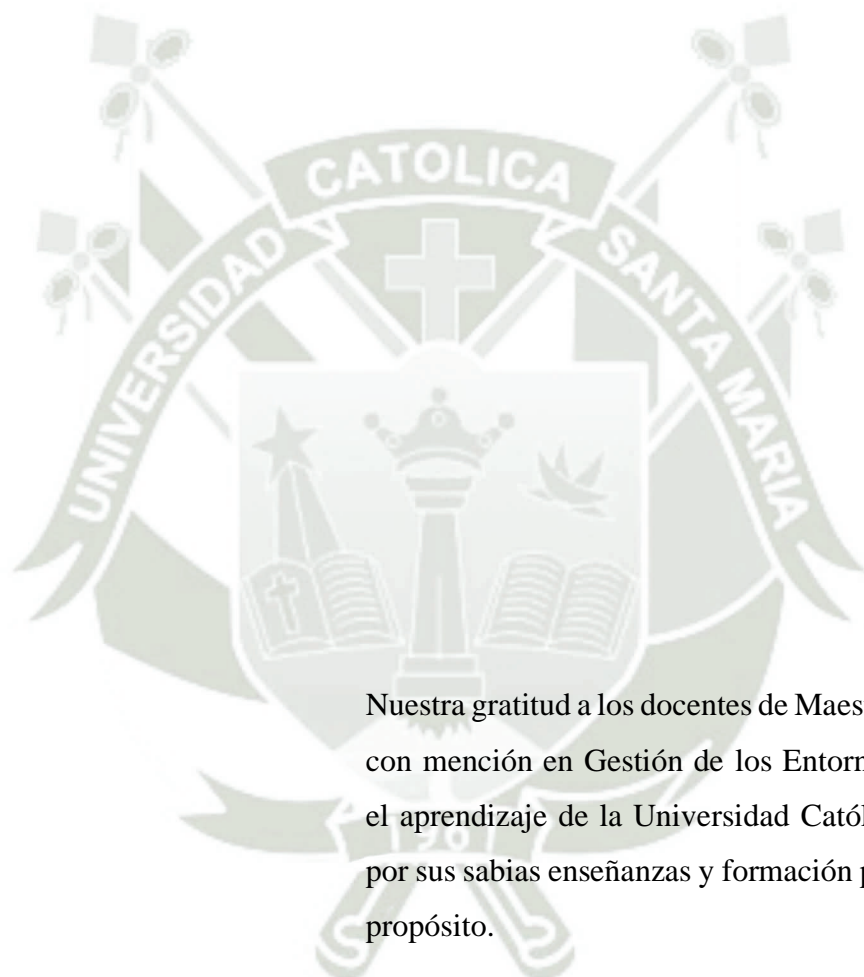 CATOLICA
UNIVERSIDAD
SANTA MARIA
Nuestra gratitud a los docentes de Maes
con mención en Gestión de los Entorn
el aprendizaje de la Universidad Catól
por sus sabias enseñanzas y formación p
propósito.